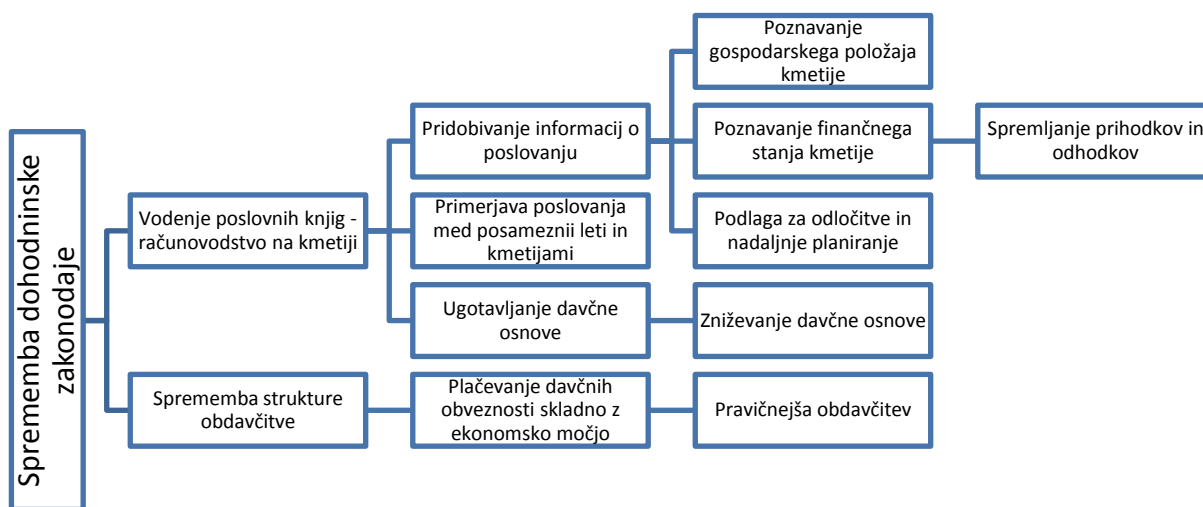 Sprememba dohodninske
zakonodaje
Vodenje poslovnih knjig -
računovodstvo na kmetiji
Pridobivanje informacij o
poslovanju
Poznavanje
gospodarskega položaja
kmetije
Poznavanje finančnega
stanja kmetije
Spremljanje prihodkov in
odhodkov
Podlaga za odločitve in
nadaljnje planiranje
Primerjava poslovanja
med posameznii leti in
kmetijami
Ugotavljanje davčne
osnove
Zniževanje davčne osnove
Sprememba strukture
obdavčitve
Plačevanje davčnih
obveznosti skladno z
ekonomsko močjo
Pravičnejša obdavčitev